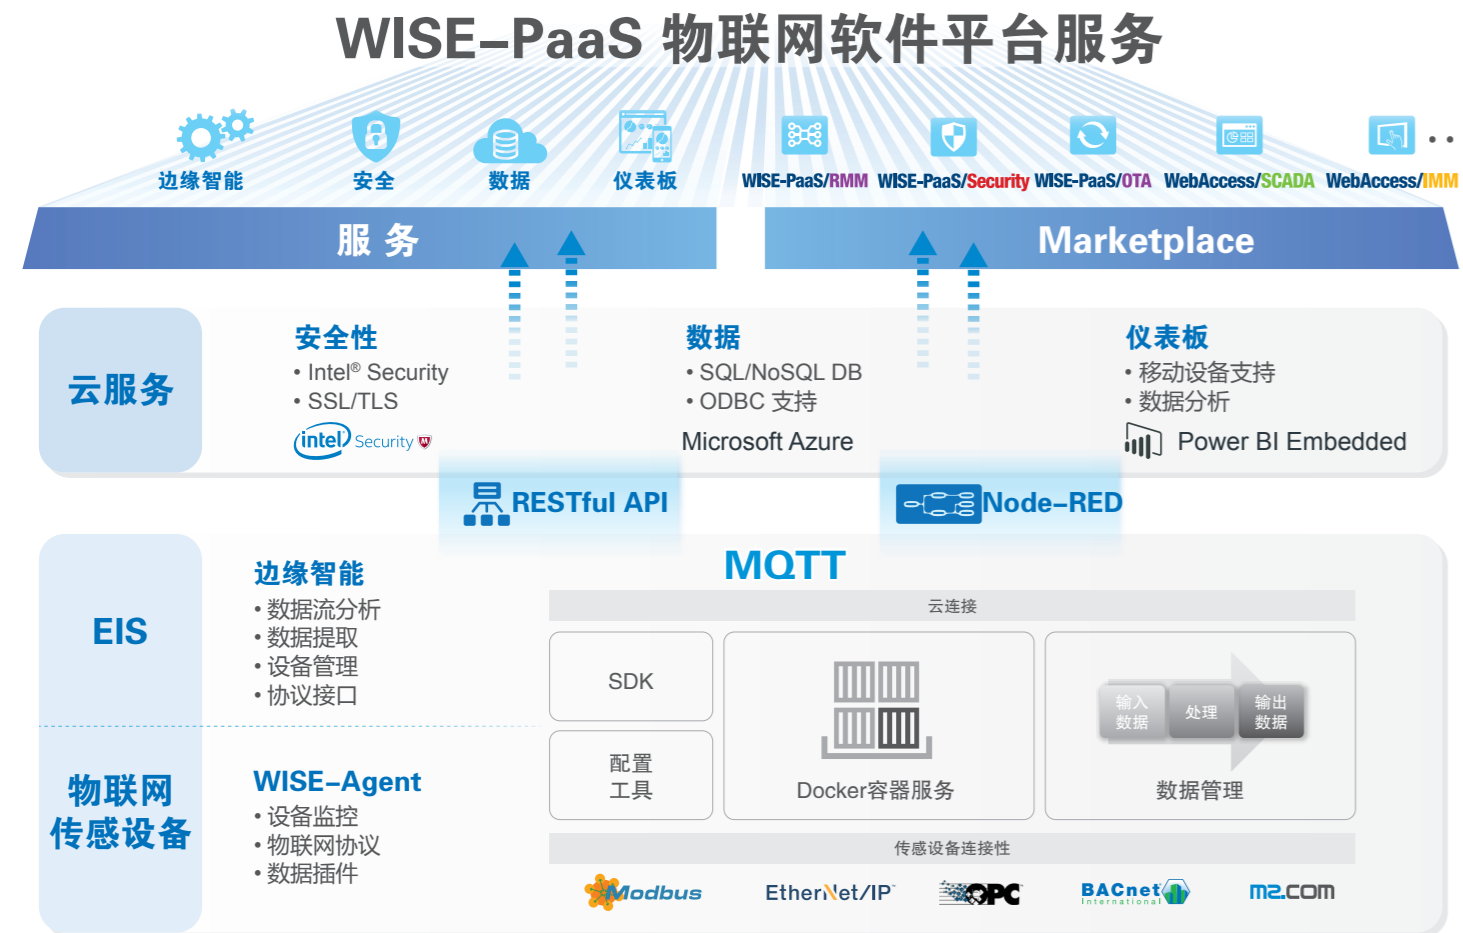 WISE-PaaS 物联网软件平台服务
边缘智能
安全
数据
仪表板
WISE-PaaS/RMM
WISE-PaaS/Security
WISE-PaaS/OTA
WebAccess/SCADA
WebAccess/IMM
服 务
Marketplace
云服务
安全性
• Intel® Security
• SSL/TLS
intel Security
数据
• SQL/NoSQL DB
• ODBC 支持
Microsoft Azure
仪表板
• 移动设备支持
• 数据分析
Power BI Embedded
RESTful API
Node-RED
EIS
边缘智能
• 数据流分析
• 数据提取
• 设备管理
• 协议接口
物联网
传感设备
WISE-Agent
• 设备监控
• 物联网协议
• 数据插件
MQTT
云连接
SDK
配置
工具
Docker容器服务
输入
数据
处理
输出
数据
数据管理
传感设备连接性
Modbus
EtherNet/IP
OPC
BACnet
International
M2.COM